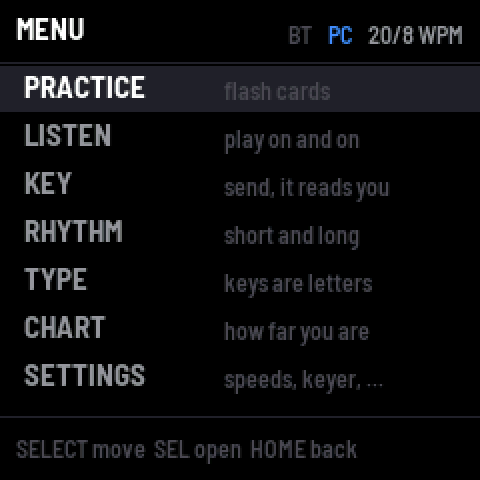 MENU BT PC 20/8 WPM
PRACTICE flash cards
LISTEN play on and on
KEY send, it reads you
RHYTHM short and long
TYPE keys are letters
CHART how far you are
SETTINGS speeds, keyer, ...
SELECT move SEL open HOME back